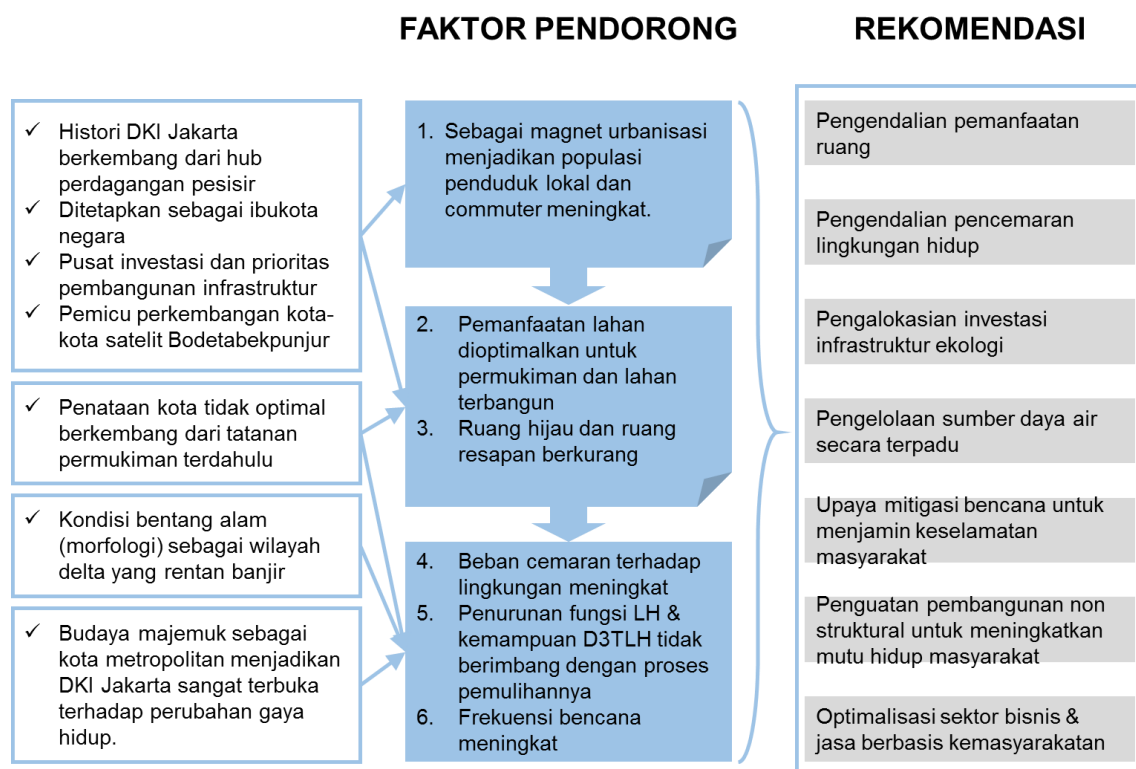 FAKTOR PENDORONG
REKOMENDASI
✓ Histori DKI Jakarta
berkembang dari hub
perdagangan pesisir
✓ Ditetapkan sebagai ibukota
negara
✓ Pusat investasi dan prioritas
pembangunan infrastruktur
✓ Pemicu perkembangan kota-
kota satelit Bodetabekpunjur
✓ Penataan kota tidak optimal
berkembang dari tatanan
permukiman terdahulu
✓ Kondisi bentang alam
(morfologi) sebagai wilayah
delta yang rentan banjir
✓ Budaya majemuk sebagai
kota metropolitan menjadikan
DKI Jakarta sangat terbuka
terhadap perubahan gaya
hidup.
1. Sebagai magnet urbanisasi
menjadikan populasi
penduduk lokal dan
commuter meningkat.
2. Pemanfaatan lahan
dioptimalkan untuk
permukiman dan lahan
terbangun
3. Ruang hijau dan ruang
resapan berkurang
4. Beban cemaran terhadap
lingkungan meningkat
5. Penurunan fungsi LH &
kemampuan D3TLH tidak
berimbang dengan proses
pemulihannya
6. Frekuensi bencana
meningkat
Pengendalian pemanfaatan
ruang
Pengendalian pencemaran
lingkungan hidup
Pengalokasian investasi
infrastruktur ekologi
Pengelolaan sumber daya air
secara terpadu
Upaya mitigasi bencana untuk
menjamin keselamatan
masyarakat
Penguatan pembangunan non
struktural untuk meningkatkan
mutu hidup masyarakat
Optimalisasi sektor bisnis &
jasa berbasis kemasyarakatan